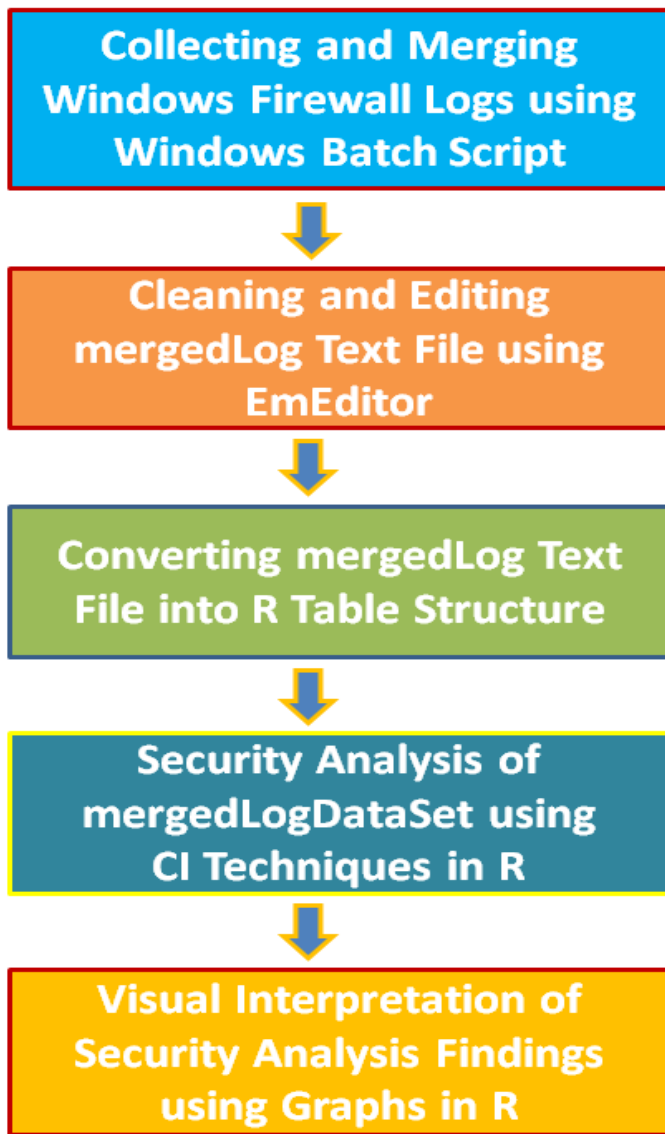 Collecting and Merging
Windows Firewall Logs using
Windows Batch Script
Cleaning and Editing
mergedLog Text File using
EmEditor
Converting mergedLog Text
File into R Table Structure
Security Analysis of
mergedLogDataSet using
CI Techniques in R
Visual Interpretation of
Security Analysis Findings
using Graphs in R